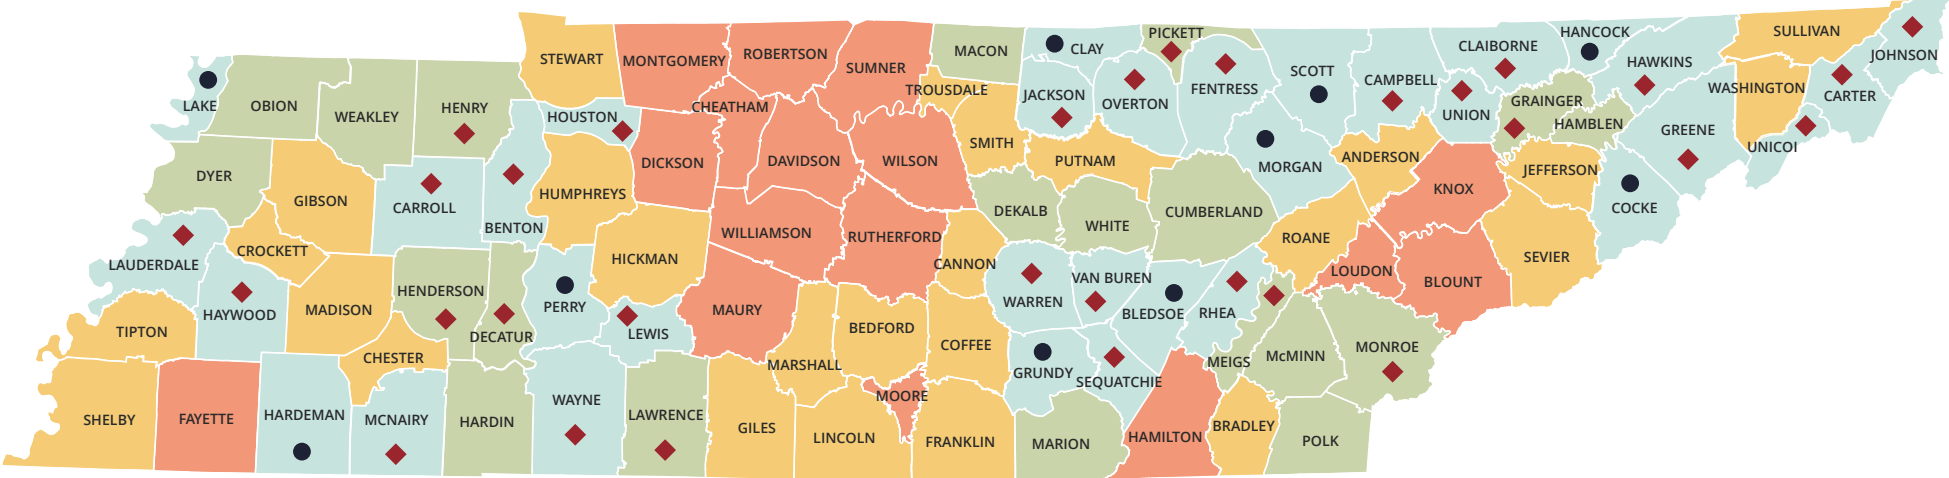 LAKE
OBION
WEAKLEY
HENRY
STEWART
HOUSTON
MONTGOMERY
ROBERTSON
SUMNER
MACON
CLAY
PICKETT
CHEATHAM
TROUSDALE
JACKSON
OVERTON
FENTRESS
SCOTT
CAMPBELL
CLAIBORNE
HANCOCK
HAWKINS
SULLIVAN
JOHNSON
UNION
GRAINGER
HAMBLEN
WASHINGTON
CARTER
GREENE
UNICOI
DYER
GIBSON
CARROLL
BENTON
HUMPHREYS
DICKSON
DAVIDSON
WILSON
SMITH
PUTNAM
MORGAN
ANDERSON
KNOX
JEFFERSON
COCKE
LAUDERDALE
CROCKETT
HICKMAN
WILLIAMSON
RUTHERFORD
DEKALB
WHITE
CUMBERLAND
ROANE
LOUDON
BLOUNT
SEVIER
TIPTON
HAYWOOD
MADISON
HENDERSON
DECATUR
PERRY
LEWIS
MAURY
CANNON
WARREN
VAN BUREN
BLEDSOE
RHEA
CHESTER
MARSHALL
BEDFORD
COFFEE
GRUNDY
SEQUATCHIE
MEIGS
McMINN
MONROE
SHELBY
FAYETTE
HARDEMAN
MCNAIRY
HARDIN
WAYNE
LAWRENCE
GILES
LINCOLN
MOORE
FRANKLIN
MARION
HAMILTON
BRADLEY
POLK